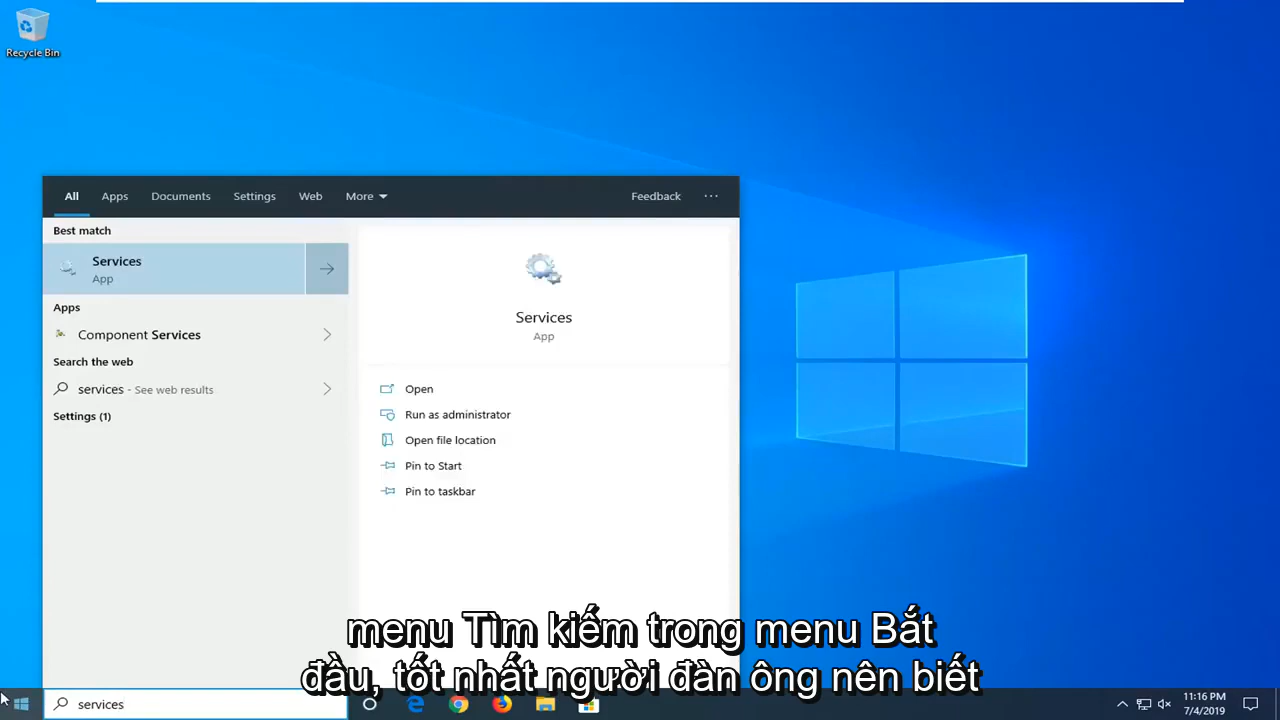 Recycle Bin
All Apps Documents Settings Web More Feedback ···
Best match
Services
App
Apps
Component Services
Search the web
services - See web results
Settings (1)
Services
App
Open
Run as administrator
Open file location
Pin to Start
Pin to taskbar
menu Tìm kiếm trong menu Bắt
đầu, tốt nhất người đàn ông nên biết
services
11:16 PM
7/4/2019